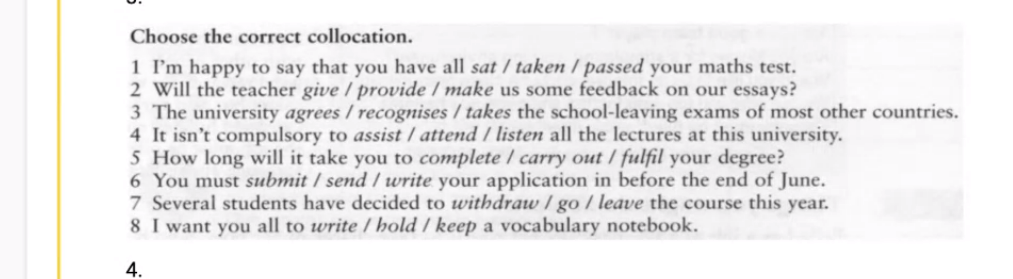 Choose the correct collocation.
1 I'm happy to say that you have all sat / taken / passed your maths test.
2 Will the teacher give / provide / make us some feedback on our essays?
3 The university agrees / recognises / takes the school-leaving exams of most other countries.
4 It isn't compulsory to assist / attend / listen all the lectures at this university.
5 How long will it take you to complete / carry out / fulfil your degree?
6 You must submit / send / write your application in before the end of June.
7 Several students have decided to withdraw / go / leave the course this year.
8 I want you all to write / hold / keep a vocabulary notebook.
4.